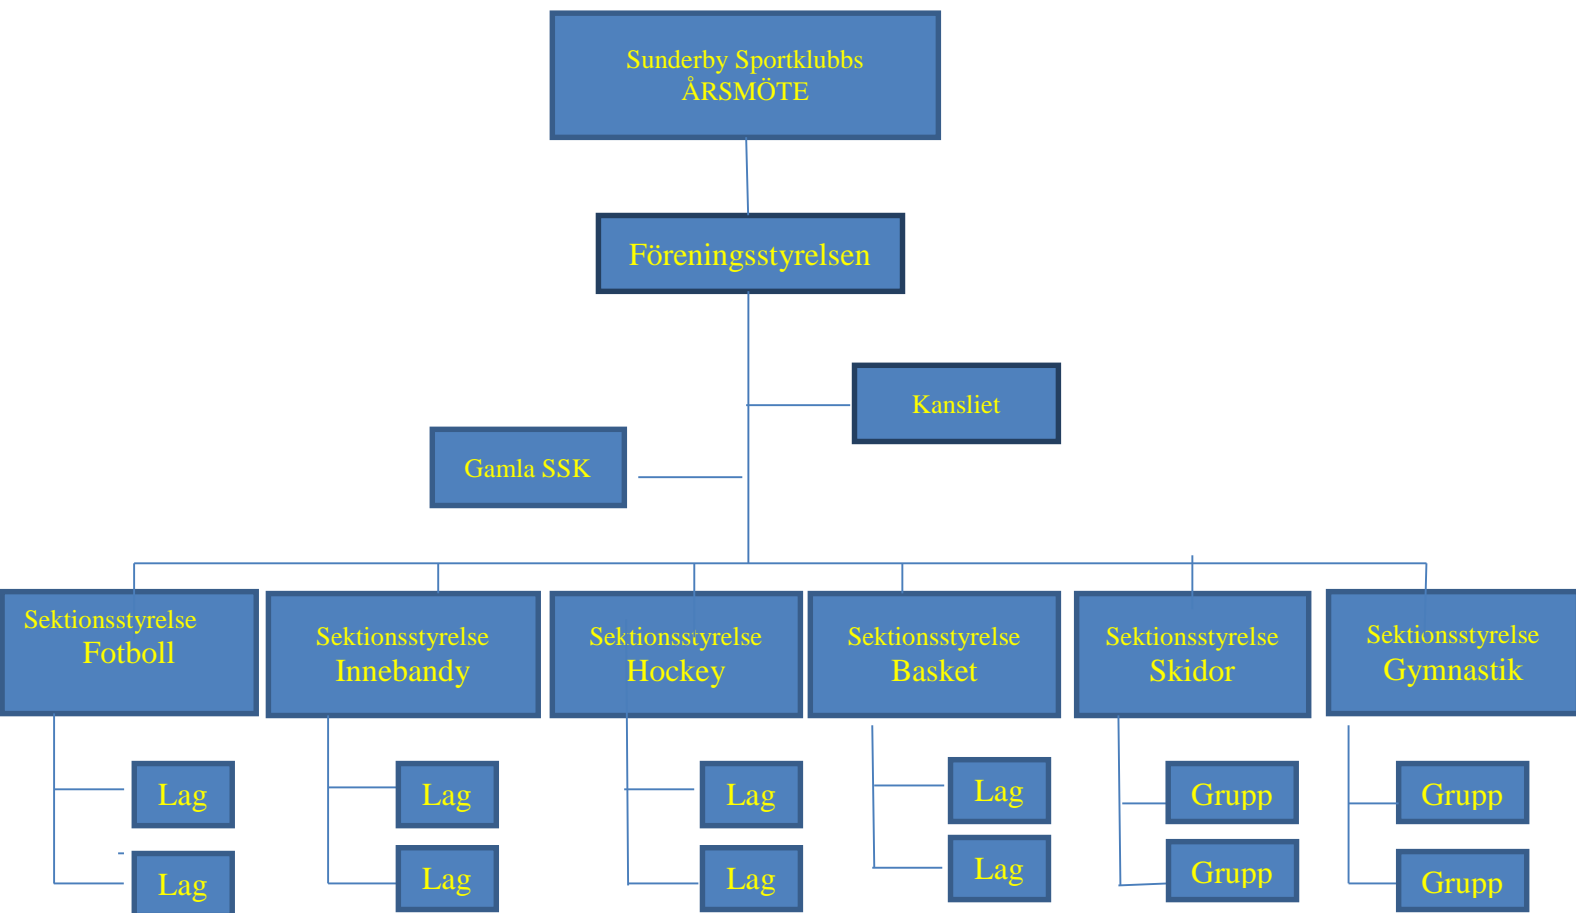 Sunderby Sportklubbs
ÅRSMÖTE
Föreningsstyrelsen
Kansliet
Gamla SSK
Sektionsstyrelse
Fotboll
Sektionsstyrelse
Innebandy
Sektionsstyrelse
Hockey
Sektionsstyrelse
Basket
Sektionsstyrelse
Skidor
Sektionsstyrelse
Gymnastik
Lag
Lag
Lag
Lag
Grupp
Grupp
Lag
Lag
Lag
Lag
Grupp
Grupp